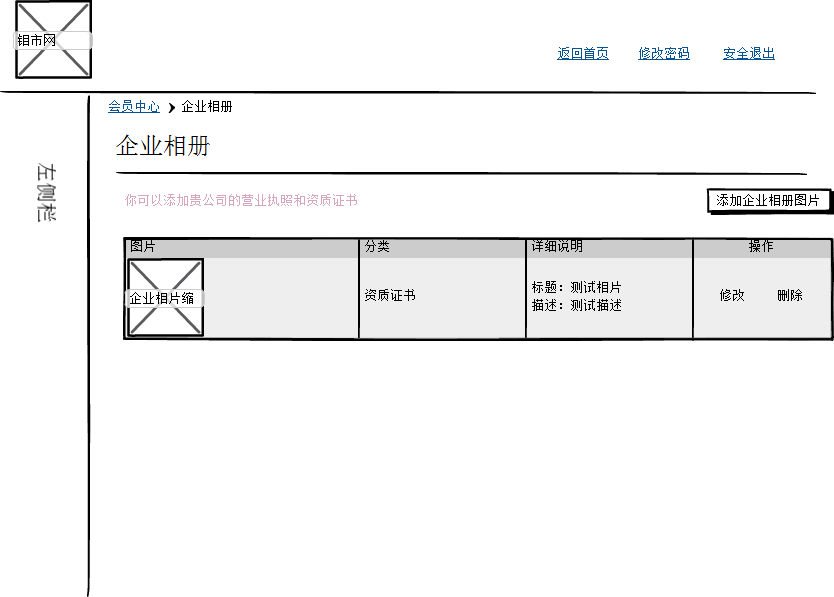 钼市网
返回首页 修改密码 安全退出
会员中心 企业相册
企业相册
左侧栏
你可以添加贵公司的营业执照和资质证书
添加企业相册图片
图片 分类 详细说明 操作
企业相片缩
资质证书
标题：测试相片
描述：测试描述
修改 删除